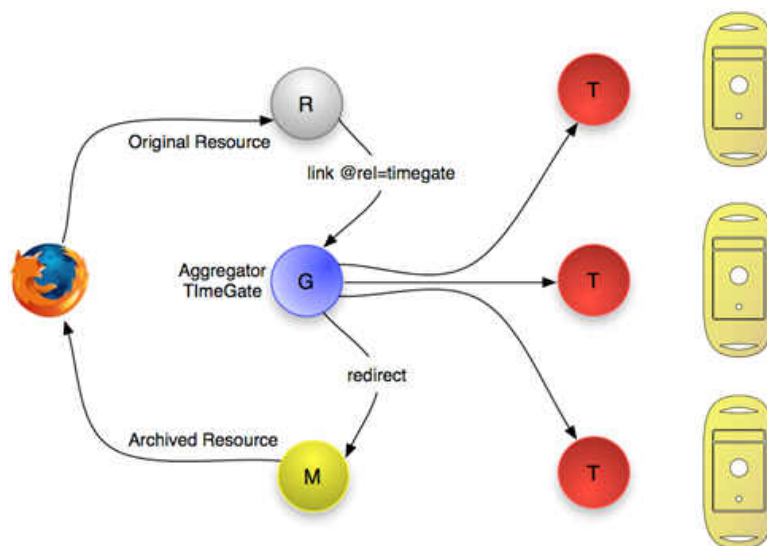 R
T
Original Resource
link @rel=timegate
Aggregator
TImeGate
G
T
redirect
Archived Resource
M
T